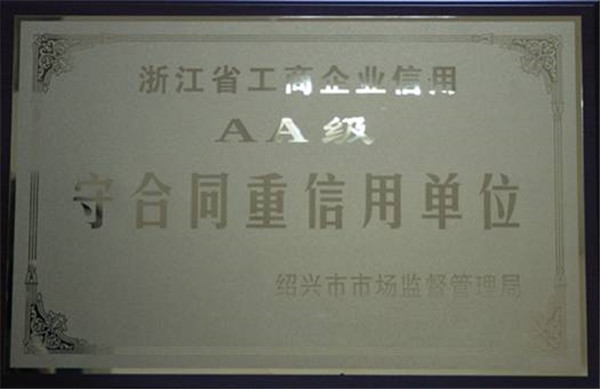 浙江省工商企业信用
AA级
守合同重信用单位
绍兴市市场监督管理局